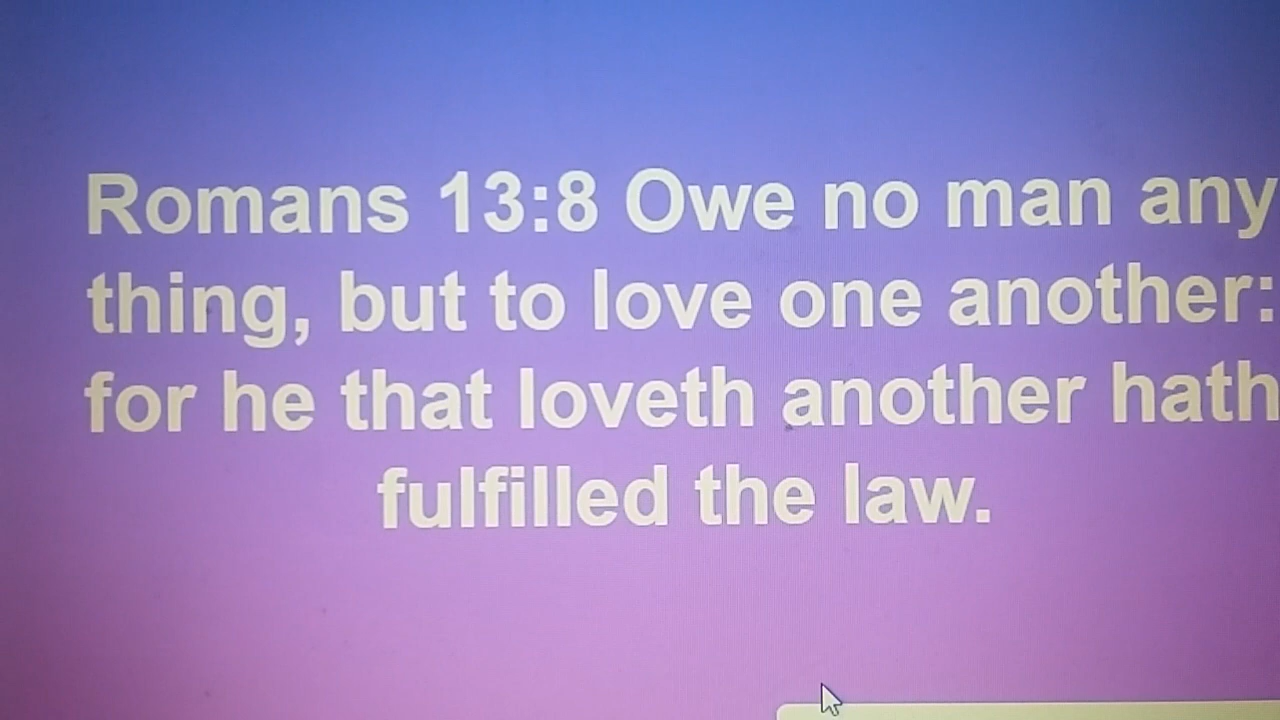 Romans 13:8 Owe no man any
thing, but to love one another:
for he that loveth another hath
fulfilled the law.